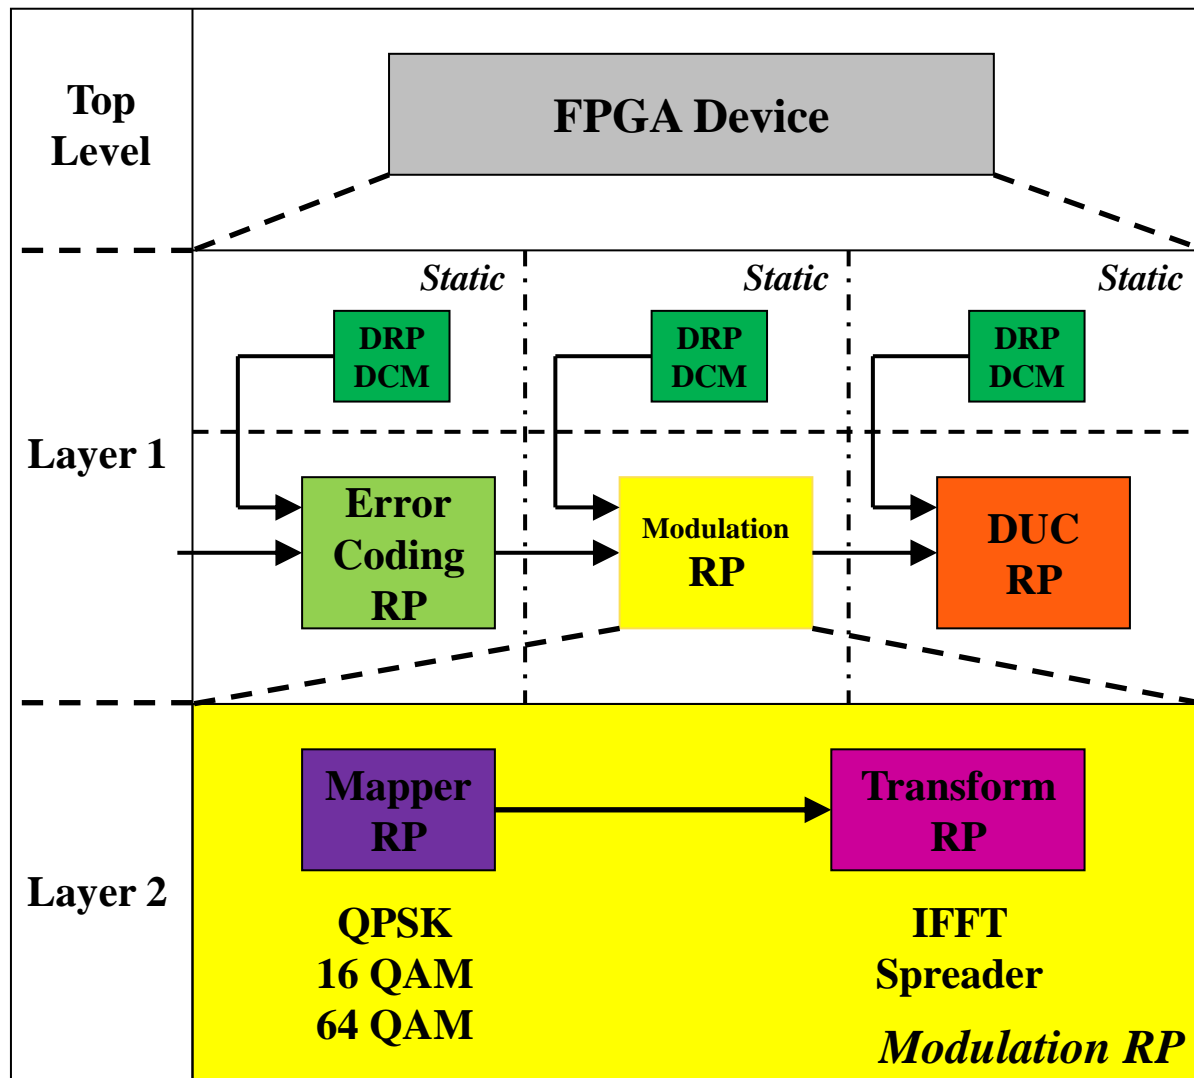 Top
Level
FPGA Device
Layer 1
Static
Static
Static
DRP
DCM
DRP
DCM
DRP
DCM
Error
Coding
RP
Modulation
RP
DUC
RP
Layer 2
Mapper
RP
Transform
RP
QPSK
16 QAM
64 QAM
IFFT
Spreader
Modulation RP